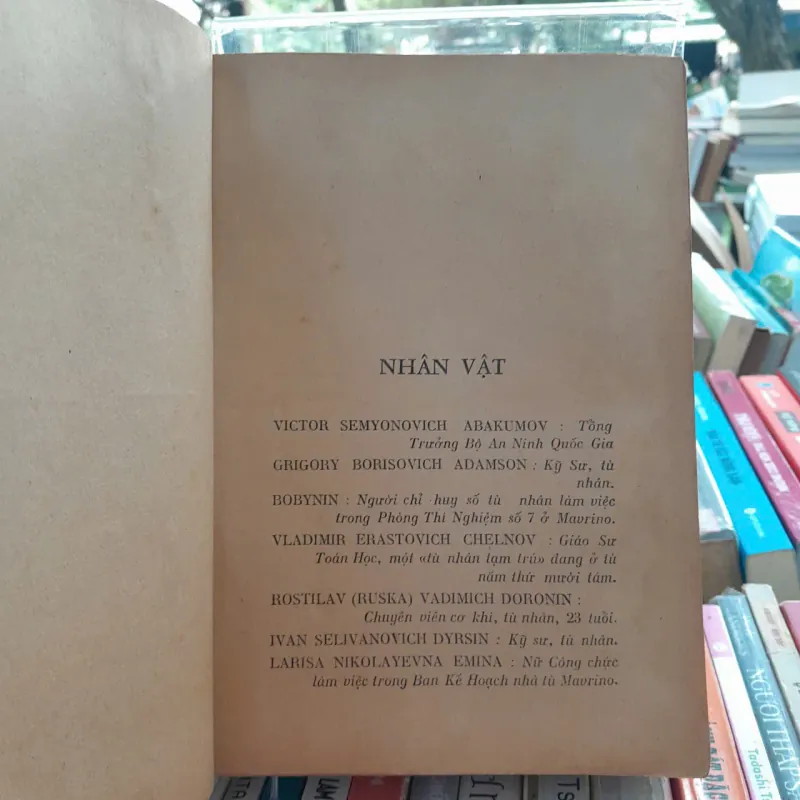 NHÂN VẬT
VICTOR SEMYONOVICH ABAKUMOV : Tổng
Trưởng Bộ An Ninh Quốc Gia
GRIGORY BORISOVICH ADAMSON : Kỹ Sư, tù
nhân.
BOBYNIN : Người chỉ huy số tù nhân làm việc
trong Phòng Thí Nghiệm số 7 ở Mavrino.
VLADIMIR ERASTOVICH CHELNOV : Giáo Sư
Toán Học, một «tù nhân tạm trú» đang ở tù
năm thứ mười tám.
ROSTILAV (RUSKA) VADIMICH DORONIN :
Chuyên viên cơ khí, tù nhân, 23 tuổi.
IVAN SELIVANOVICH DYRSIN : Kỹ sư, tù nhân.
LARISA NIKOLAYEVNA EMINA : Nữ Công chức
làm việc trong Ban Kế Hoạch nhà tù Mavrino.
NGƯỜI THẮP
Tadashi